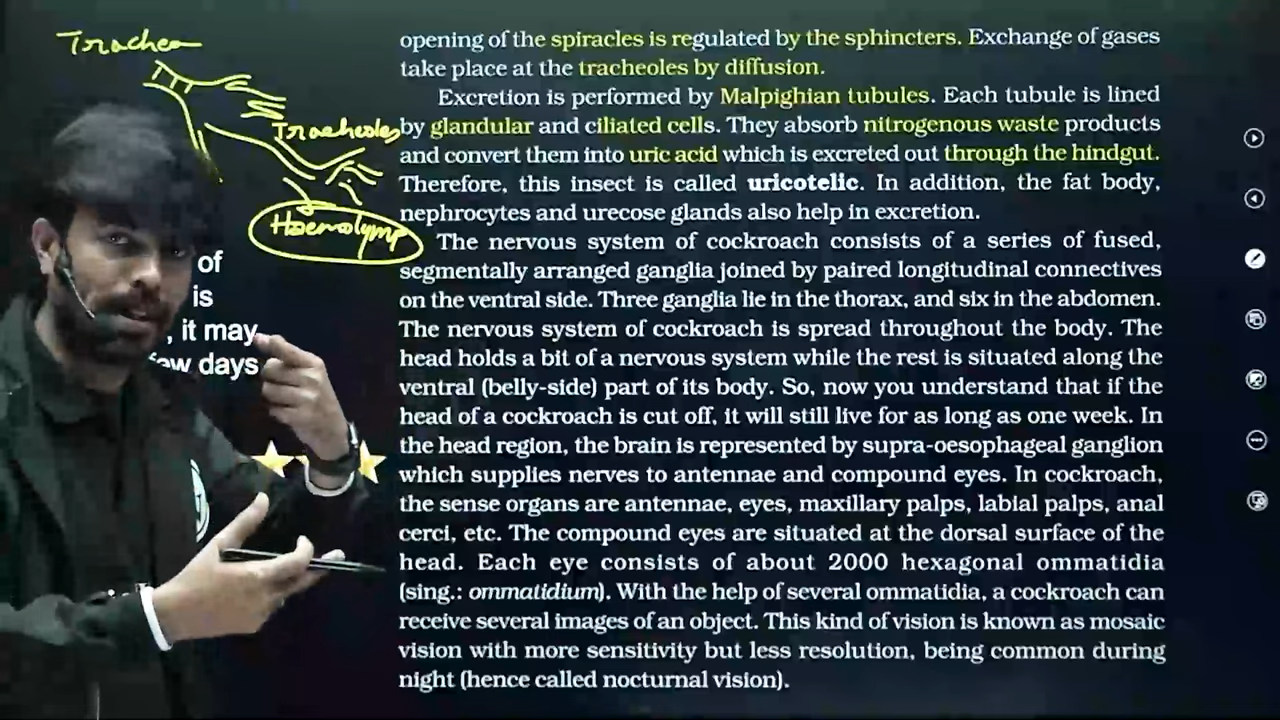 Trachea
Tracheoles
Haemolymp
of
is
, it may
few days
opening of the spiracles is regulated by the sphincters. Exchange of gases
take place at the tracheoles by diffusion.
Excretion is performed by Malpighian tubules. Each tubule is lined
by glandular and ciliated cells. They absorb nitrogenous waste products
and convert them into uric acid which is excreted out through the hindgut.
Therefore, this insect is called uricotelic. In addition, the fat body,
nephrocytes and urecose glands also help in excretion.
The nervous system of cockroach consists of a series of fused,
segmentally arranged ganglia joined by paired longitudinal connectives
on the ventral side. Three ganglia lie in the thorax, and six in the abdomen.
The nervous system of cockroach is spread throughout the body. The
head holds a bit of a nervous system while the rest is situated along the
ventral (belly-side) part of its body. So, now you understand that if the
head of a cockroach is cut off, it will still live for as long as one week. In
the head region, the brain is represented by supra-oesophageal ganglion
which supplies nerves to antennae and compound eyes. In cockroach,
the sense organs are antennae, eyes, maxillary palps, labial palps, anal
cerci, etc. The compound eyes are situated at the dorsal surface of the
head. Each eye consists of about 2000 hexagonal ommatidia
(sing.: ommatidium). With the help of several ommatidia, a cockroach can
receive several images of an object. This kind of vision is known as mosaic
vision with more sensitivity but less resolution, being common during
night (hence called nocturnal vision).